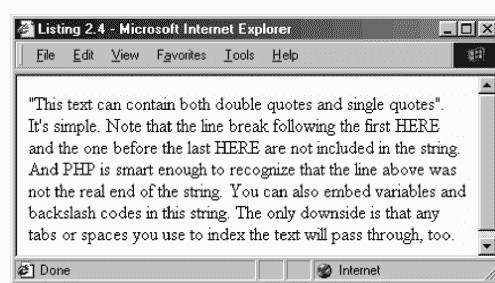 Listing 2.4 - Microsoft Internet Explorer
File Edit View Favorites Tools Help
"This text can contain both double quotes and single quotes".
It's simple. Note that the line break following the first HERE
and the one before the last HERE are not included in the string.
And PHP is smart enough to recognize that the line above was
not the real end of the string. You can also embed variables and
backslash codes in this string. The only downside is that any
tabs or spaces you use to index the text will pass through, too.
Done Internet